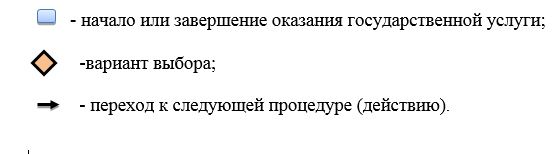 - начало или завершение оказания государственной услуги;
-вариант выбора;
- переход к следующей процедуре (действию).